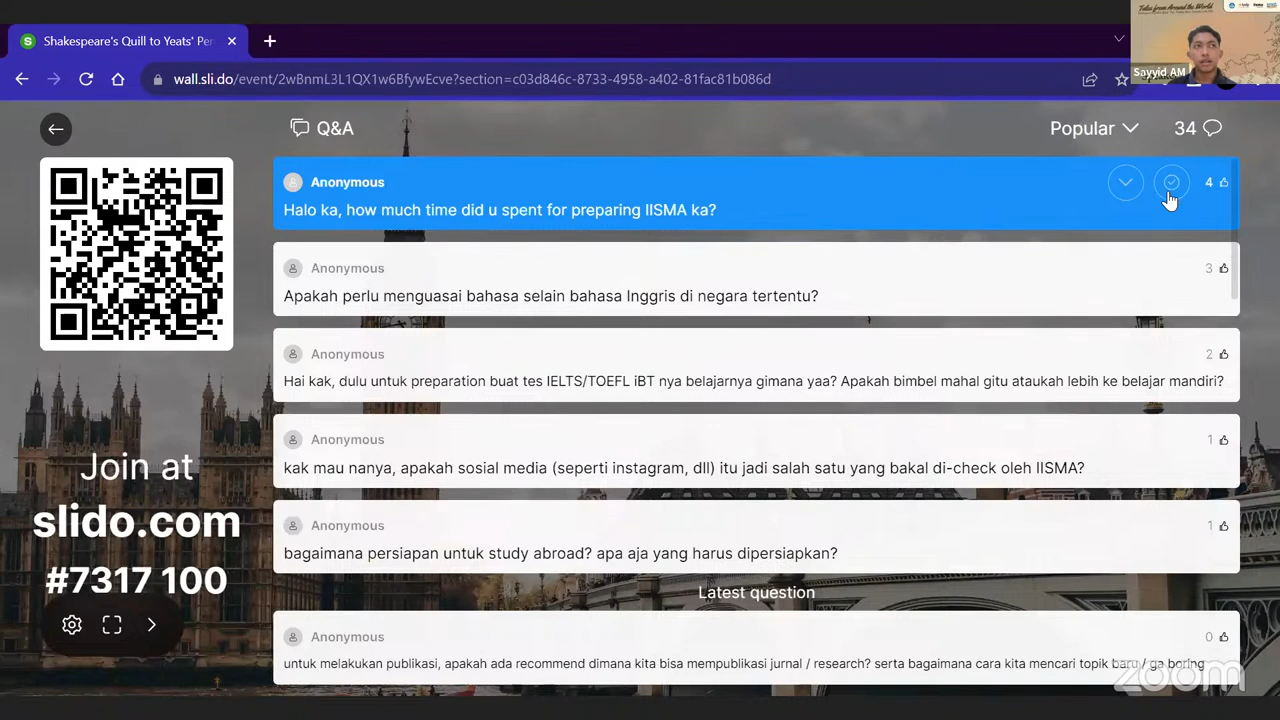 Shakespeare's Quill to Yeats' Pe
wall.sli.do/event/2wBnmL3L1QX1w6BfywEcve?section=c03d846c-8733-4958-a402-81fac81b086d
Tales from Around the World
Sayyid AM
Q&A
Popular
34
Anonymous
4
Halo ka, how much time did u spent for preparing IISMA ka?
Anonymous
3
Apakah perlu menguasai bahasa selain bahasa Inggris di negara tertentu?
Anonymous
2
Hai kak, dulu untuk preparation buat tes IELTS/TOEFL iBT nya belajarnya gimana yaa? Apakah bimbel mahal gitu ataukah lebih ke belajar mandiri?
Anonymous
1
kak mau nanya, apakah sosial media (seperti instagram, dll) itu jadi salah satu yang bakal di-check oleh IISMA?
Anonymous
1
bagaimana persiapan untuk study abroad? apa aja yang harus dipersiapkan?
Latest question
Anonymous
0
untuk melakukan publikasi, apakah ada recommend dimana kita bisa mempublikasi jurnal / research? serta bagaimana cara kita mencari topik baru / ga boring
Join at
slido.com
#7317 100
zoom